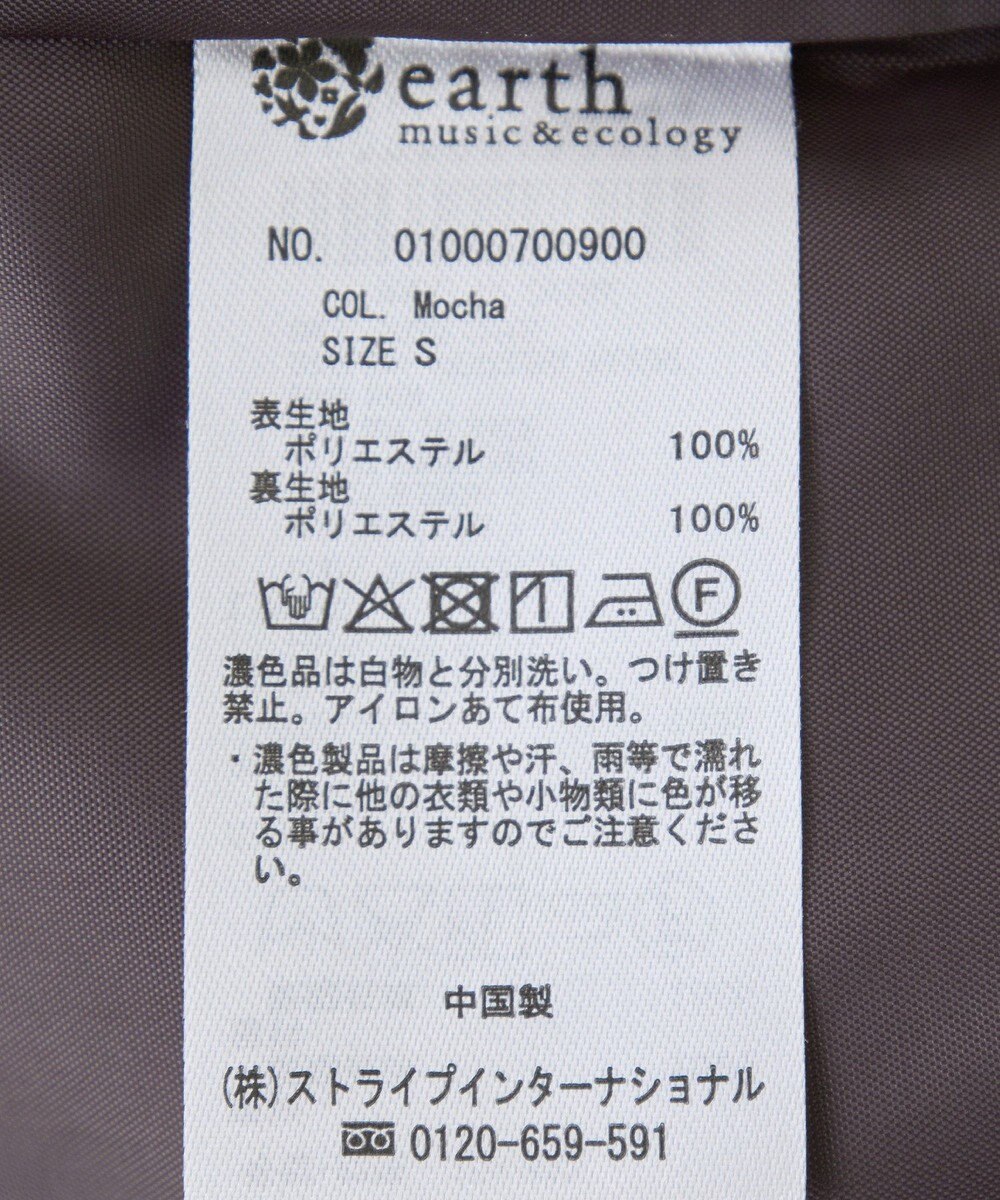 earth
music&ecology
NO. 01000700900
COL. Mocha
SIZE S
表生地
ポリエステル 100%
裏生地
ポリエステル 100%
F
濃色品は白物と分別洗い。つけ置き
禁止。アイロンあて布使用。
・濃色製品は摩擦や汗、雨等で濡れ
た際に他の衣類や小物類に色が移
る事がありますのでご注意くださ
い。
中国製
(株)ストライプインターナショナル
0120-659-591